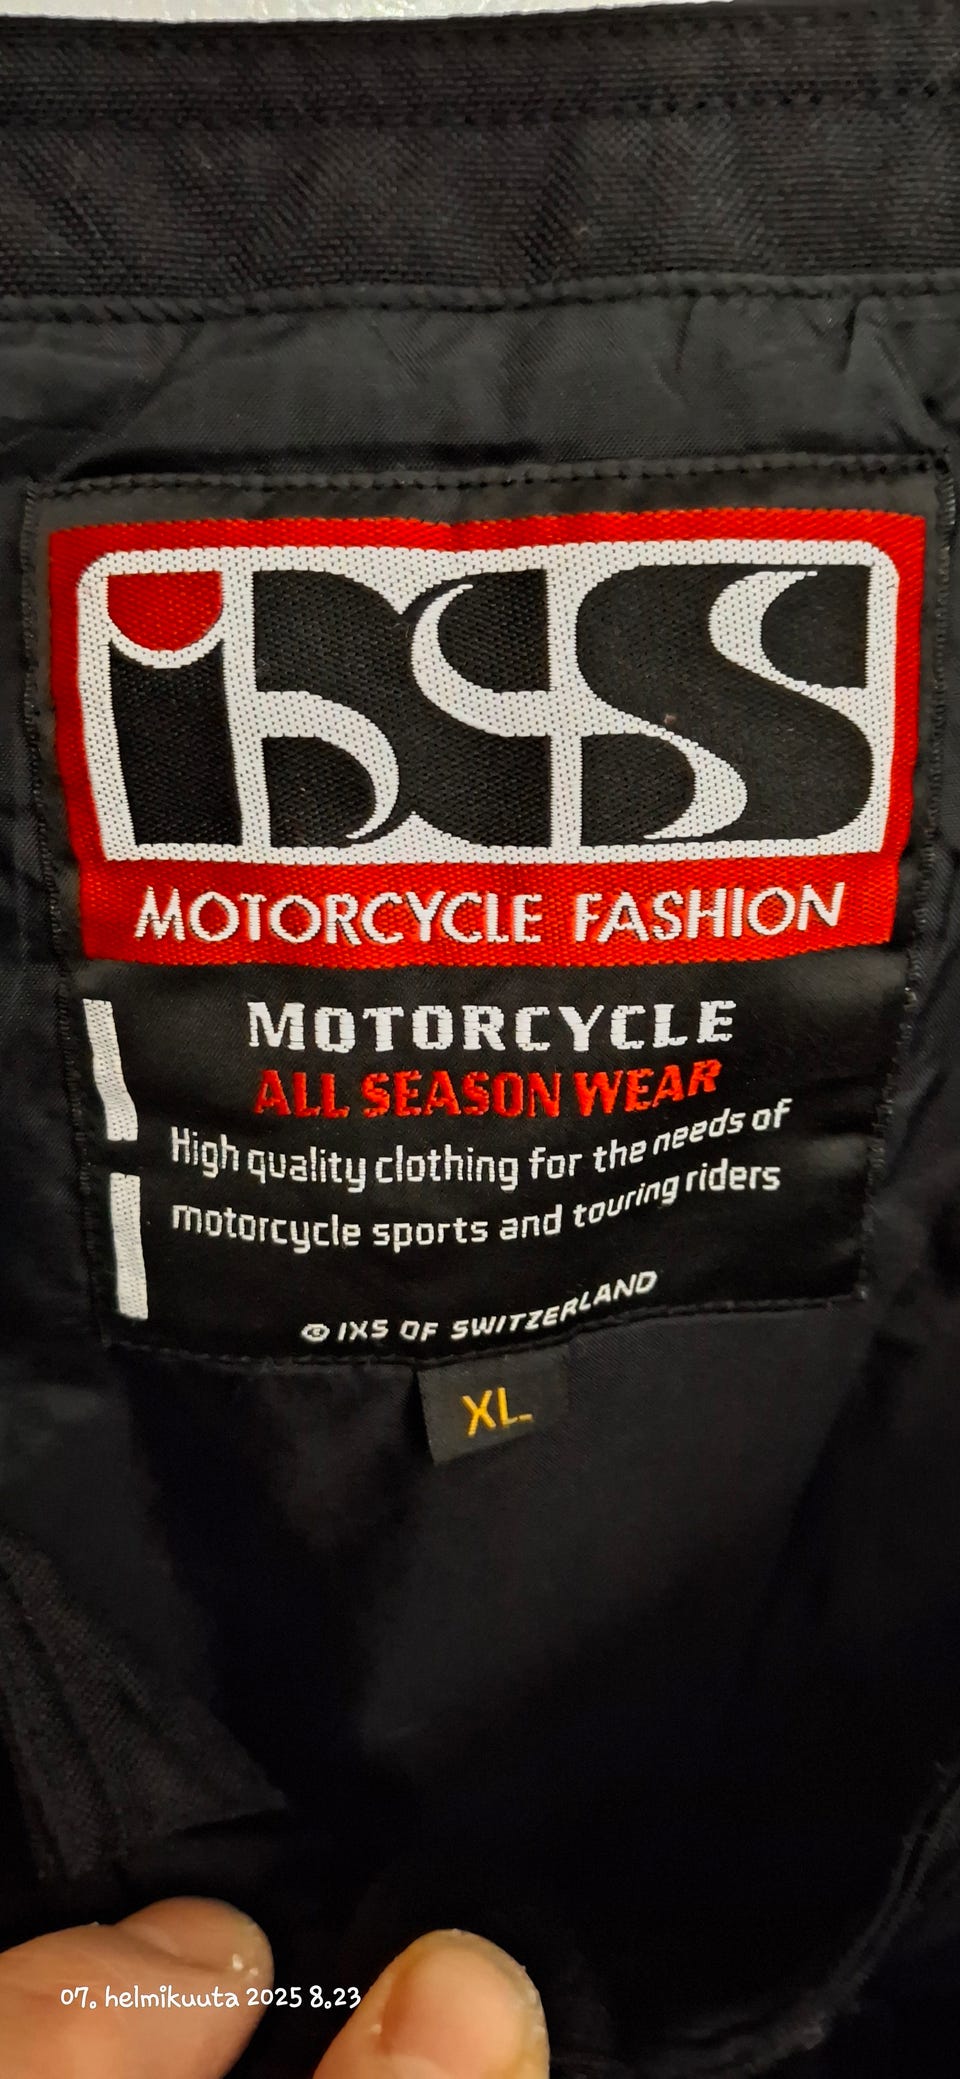 iXS
MOTORCYCLE FASHION
MOTORCYCLE
ALL SEASON WEAR
High quality clothing for the needs of
motorcycle sports and touring riders
© IXS OF SWITZERLAND
XL
07. helmikuuta 2025 8.23